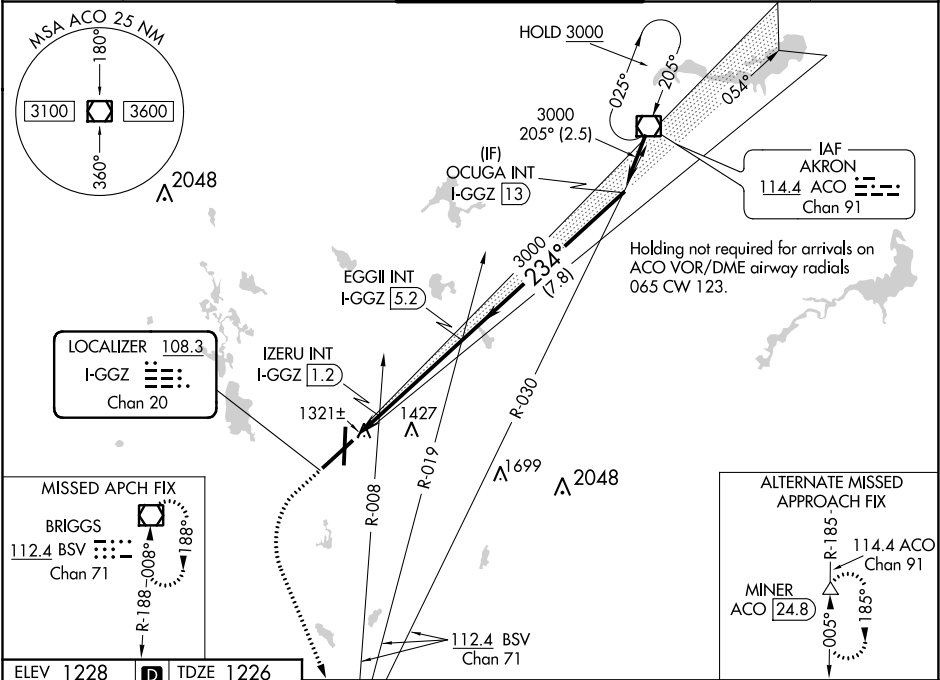 MSA ACO 25 NM
180°
3100
3600
360°
2048
HOLD 3000
025°
205°
054°
3000
205° (2.5)
(IF)
OCUGA INT
I-GGZ 13
IAF
AKRON
114.4 ACO
Chan 91
Holding not required for arrivals on
ACO VOR/DME airway radials
065 CW 123.
3000
234°
(7.8)
EGGII INT
I-GGZ 5.2
LOCALIZER 108.3
I-GGZ
Chan 20
IZERU INT
I-GGZ 1.2
1321±
1427
R-030
R-019
R-008
1699
2048
MISSED APCH FIX
BRIGGS
112.4 BSV
Chan 71
008°
188°
R-188
112.4 BSV
Chan 71
ALTERNATE MISSED
APPROACH FIX
R-185
114.4 ACO
Chan 91
MINER
ACO 24.8
005°
185°
ELEV 1228 D TDZE 1226